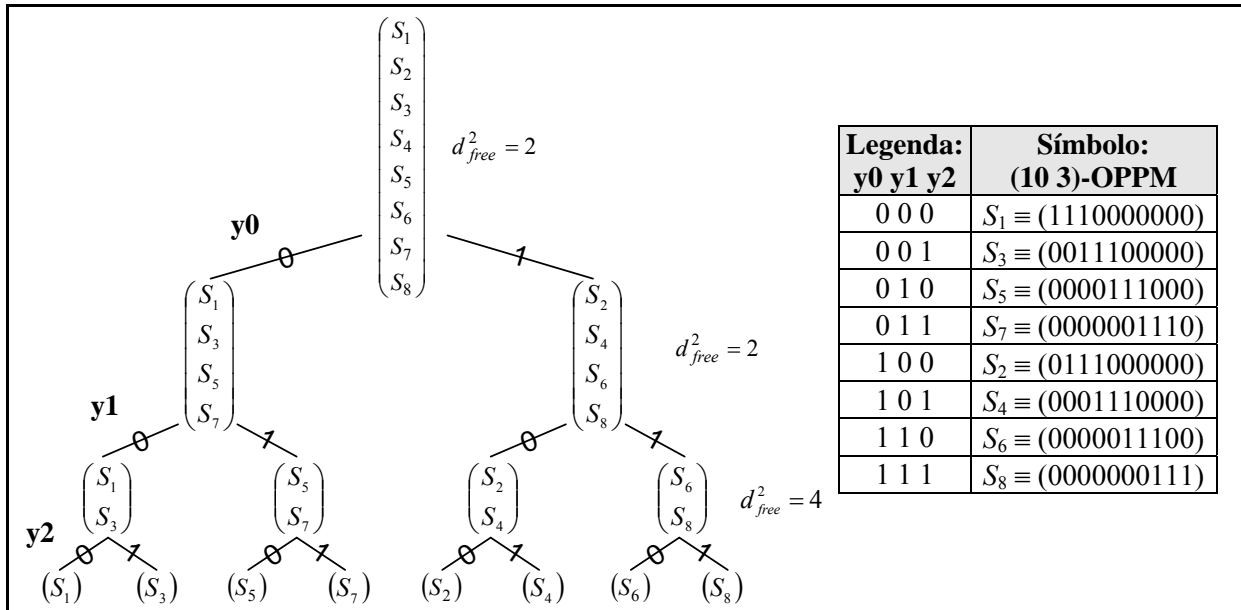 S1
S2
S3
S4
S5
S6
S7
S8
d²free = 2
y0
0
1
S1
S3
S5
S7
S2
S4
S6
S8
d²free = 2
y1
0
1
0
1
S1
S3
S5
S7
S2
S4
S6
S8
d²free = 4
y2
0 1 0 1 0 1 0 1
(S1) (S3) (S5) (S7) (S2) (S4) (S6) (S8)
Legenda: Símbolo:
y0 y1 y2 (10 3)-OPPM
0 0 0 S1 ≡ (1110000000)
0 0 1 S3 ≡ (0011100000)
0 1 0 S5 ≡ (0000111000)
0 1 1 S7 ≡ (0000001110)
1 0 0 S2 ≡ (0111000000)
1 0 1 S4 ≡ (0001110000)
1 1 0 S6 ≡ (0000011100)
1 1 1 S8 ≡ (0000000111)